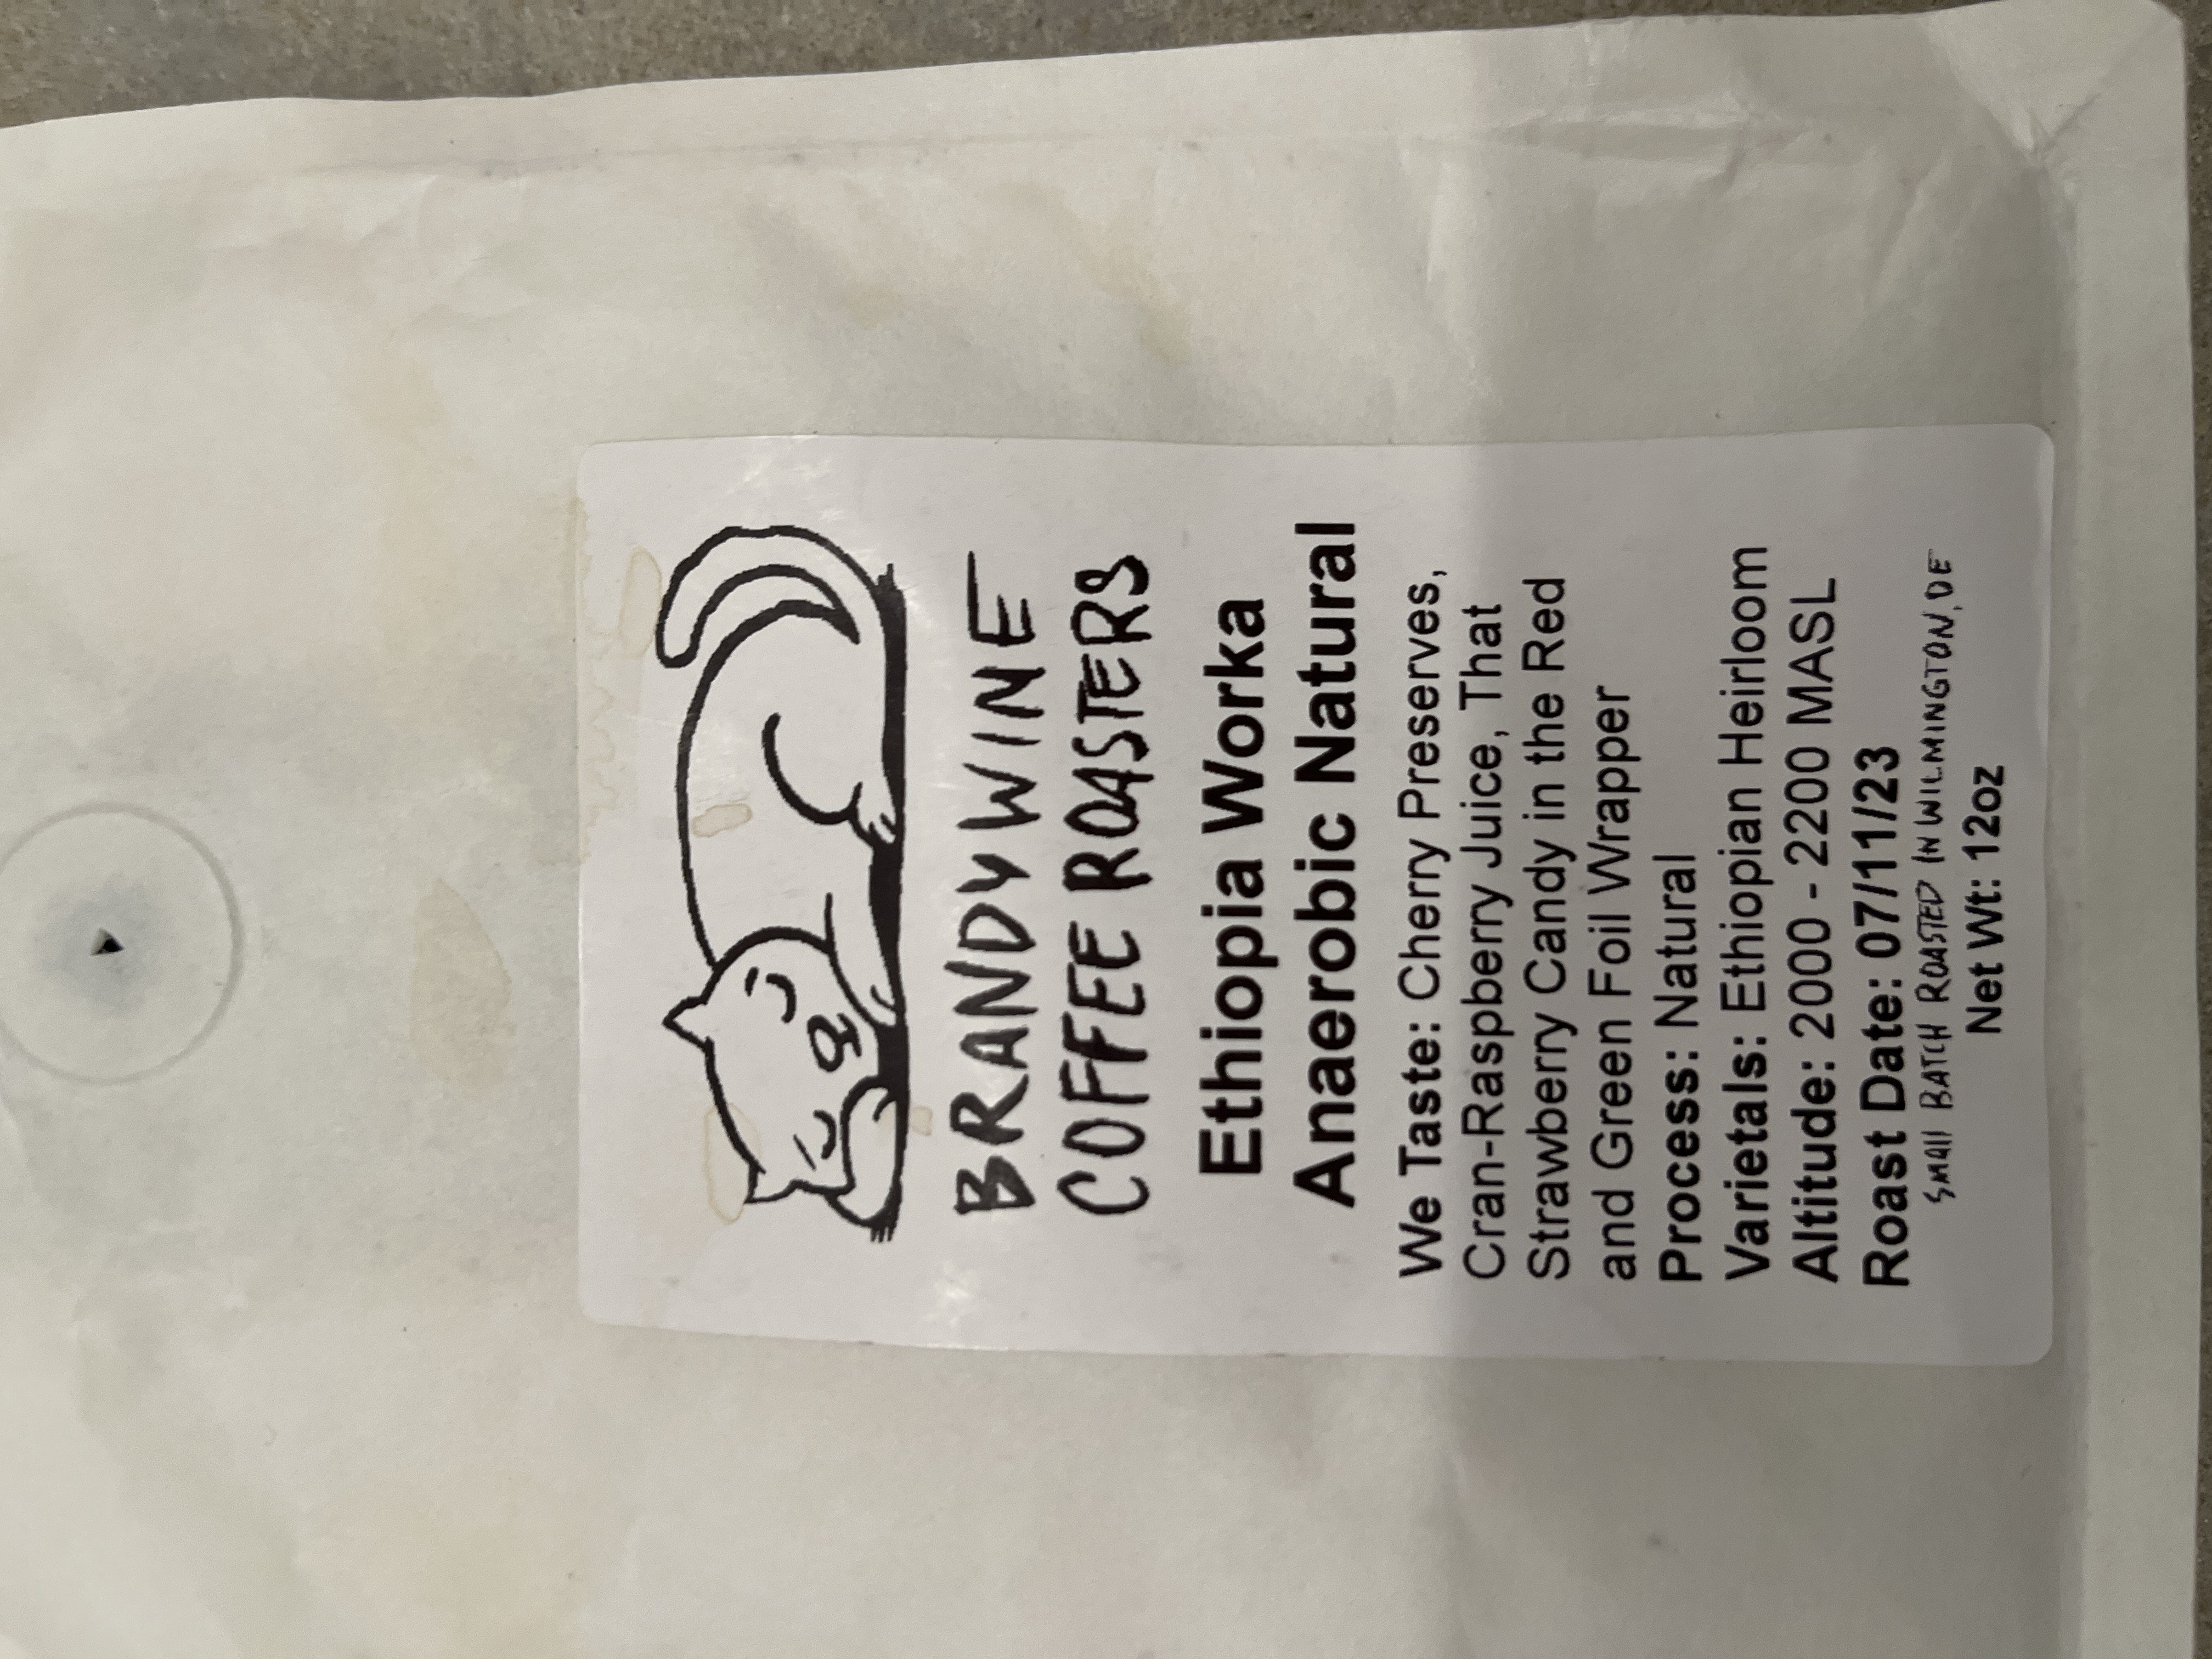 BRANDYWINE
COFFEE ROASTERS
Ethiopia Worka
Anaerobic Natural
We Taste: Cherry Preserves,
Cran-Raspberry Juice, That
Strawberry Candy in the Red
and Green Foil Wrapper
Process: Natural
Varietals: Ethiopian Heirloom
Altitude: 2000 - 2200 MASL
Roast Date: 07/11/23
SMAll BATCH ROASTED IN WILMINGTON, DE
Net Wt: 12oz